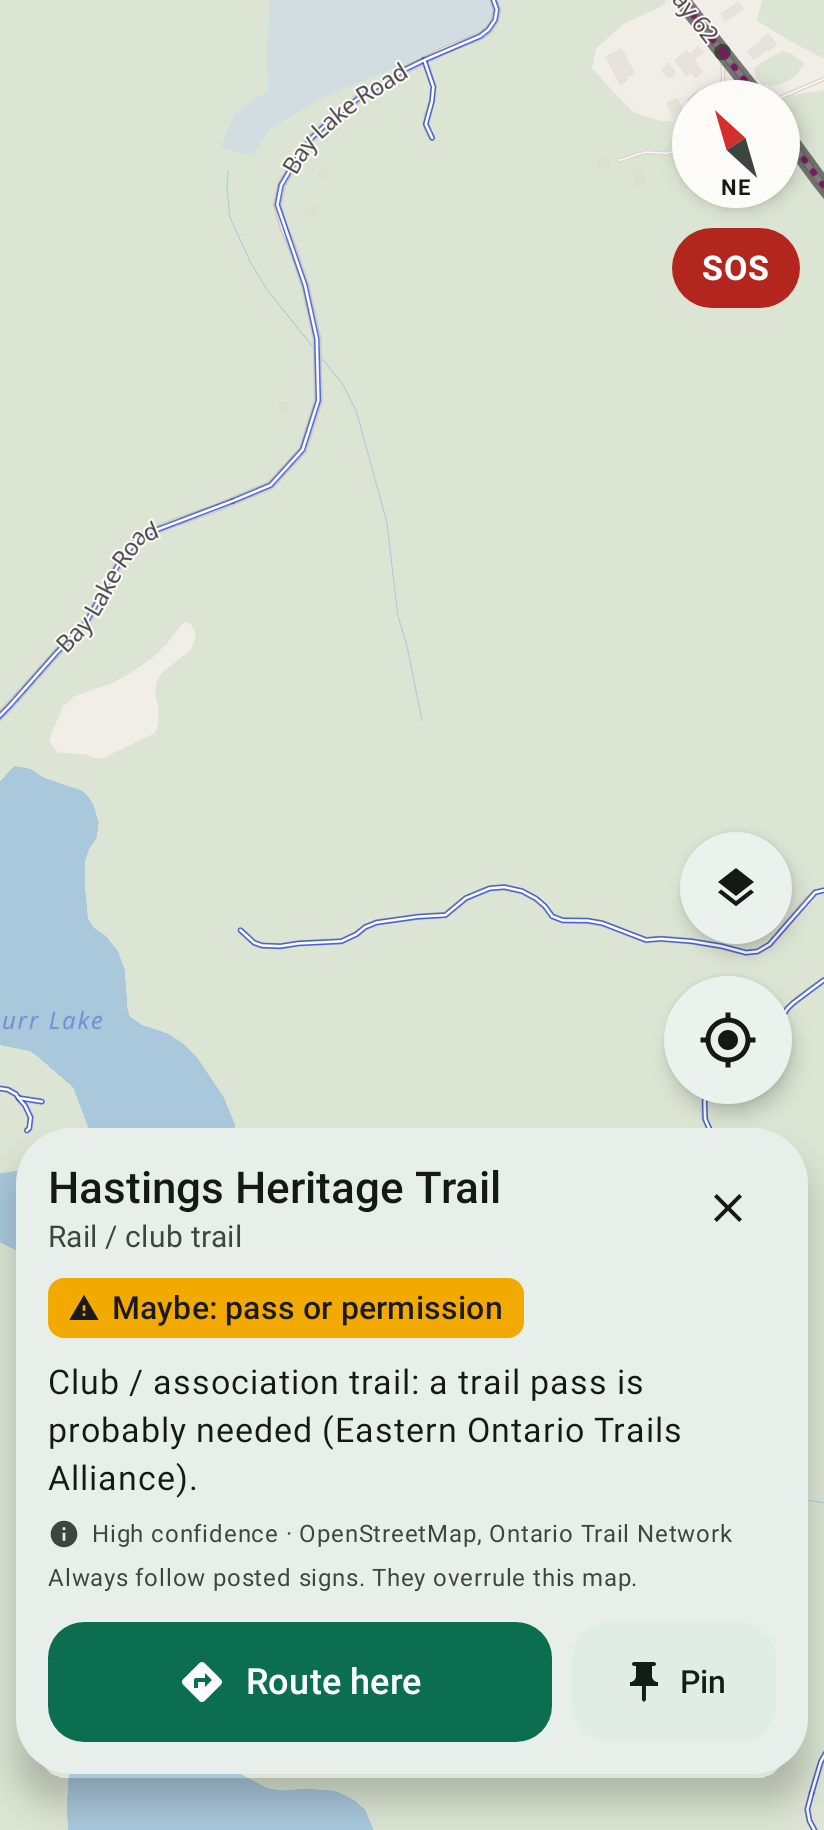 ay 62
Bay Lake Road
NE
SOS
Bay Lake Road
urr Lake
Hastings Heritage Trail
Rail / club trail
Maybe: pass or permission
Club / association trail: a trail pass is
probably needed (Eastern Ontario Trails
Alliance).
High confidence · OpenStreetMap, Ontario Trail Network
Always follow posted signs. They overrule this map.
Route here
Pin